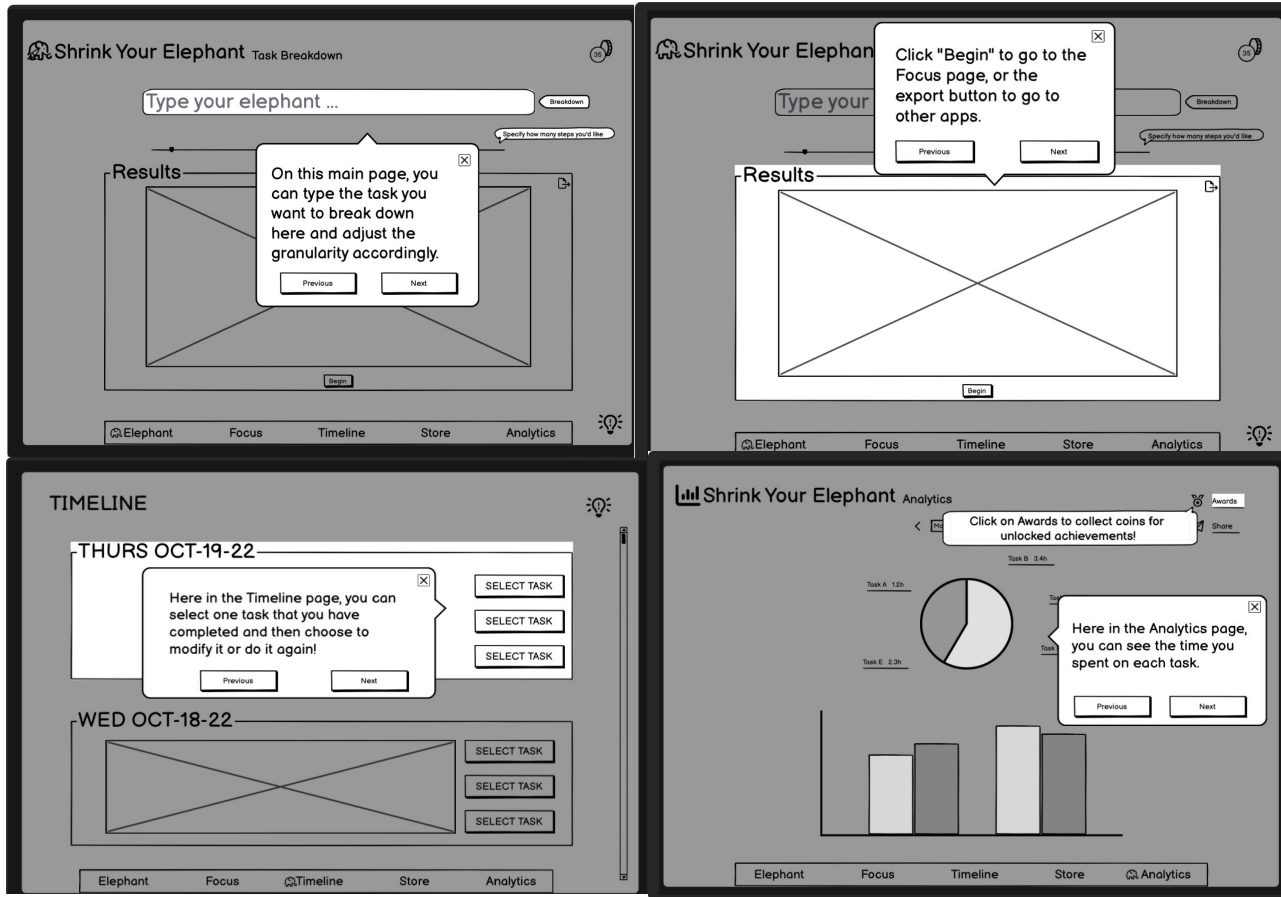 Shrink Your Elephant Task Breakdown
35
Type your elephant ...
Breakdown
Specify how many steps you'd like
Results
On this main page, you
can type the task you
want to break down
here and adjust the
granularity accordingly.
Previous
Next
Begin
Elephant
Focus
Timeline
Store
Analytics
Shrink Your Elephan
35
Click "Begin" to go to the
Focus page, or the
export button to go to
other apps.
Previous
Next
Type your
Breakdown
Specify how many steps you'd like
Results
Begin
Elephant
Focus
Timeline
Store
Analytics
TIMELINE
THURS OCT-19-22
Here in the Timeline page, you can
select one task that you have
completed and then choose to
modify it or do it again!
Previous
Next
SELECT TASK
SELECT TASK
SELECT TASK
WED OCT-18-22
SELECT TASK
SELECT TASK
SELECT TASK
Elephant
Focus
Timeline
Store
Analytics
Shrink Your Elephant Analytics
Awards
Click on Awards to collect coins for
unlocked achievements!
Share
Task B 3.4h
Task A 1.2h
Task E 2.3h
Task
Here in the Analytics page,
you can see the time you
spent on each task.
Previous
Next
Elephant
Focus
Timeline
Store
Analytics